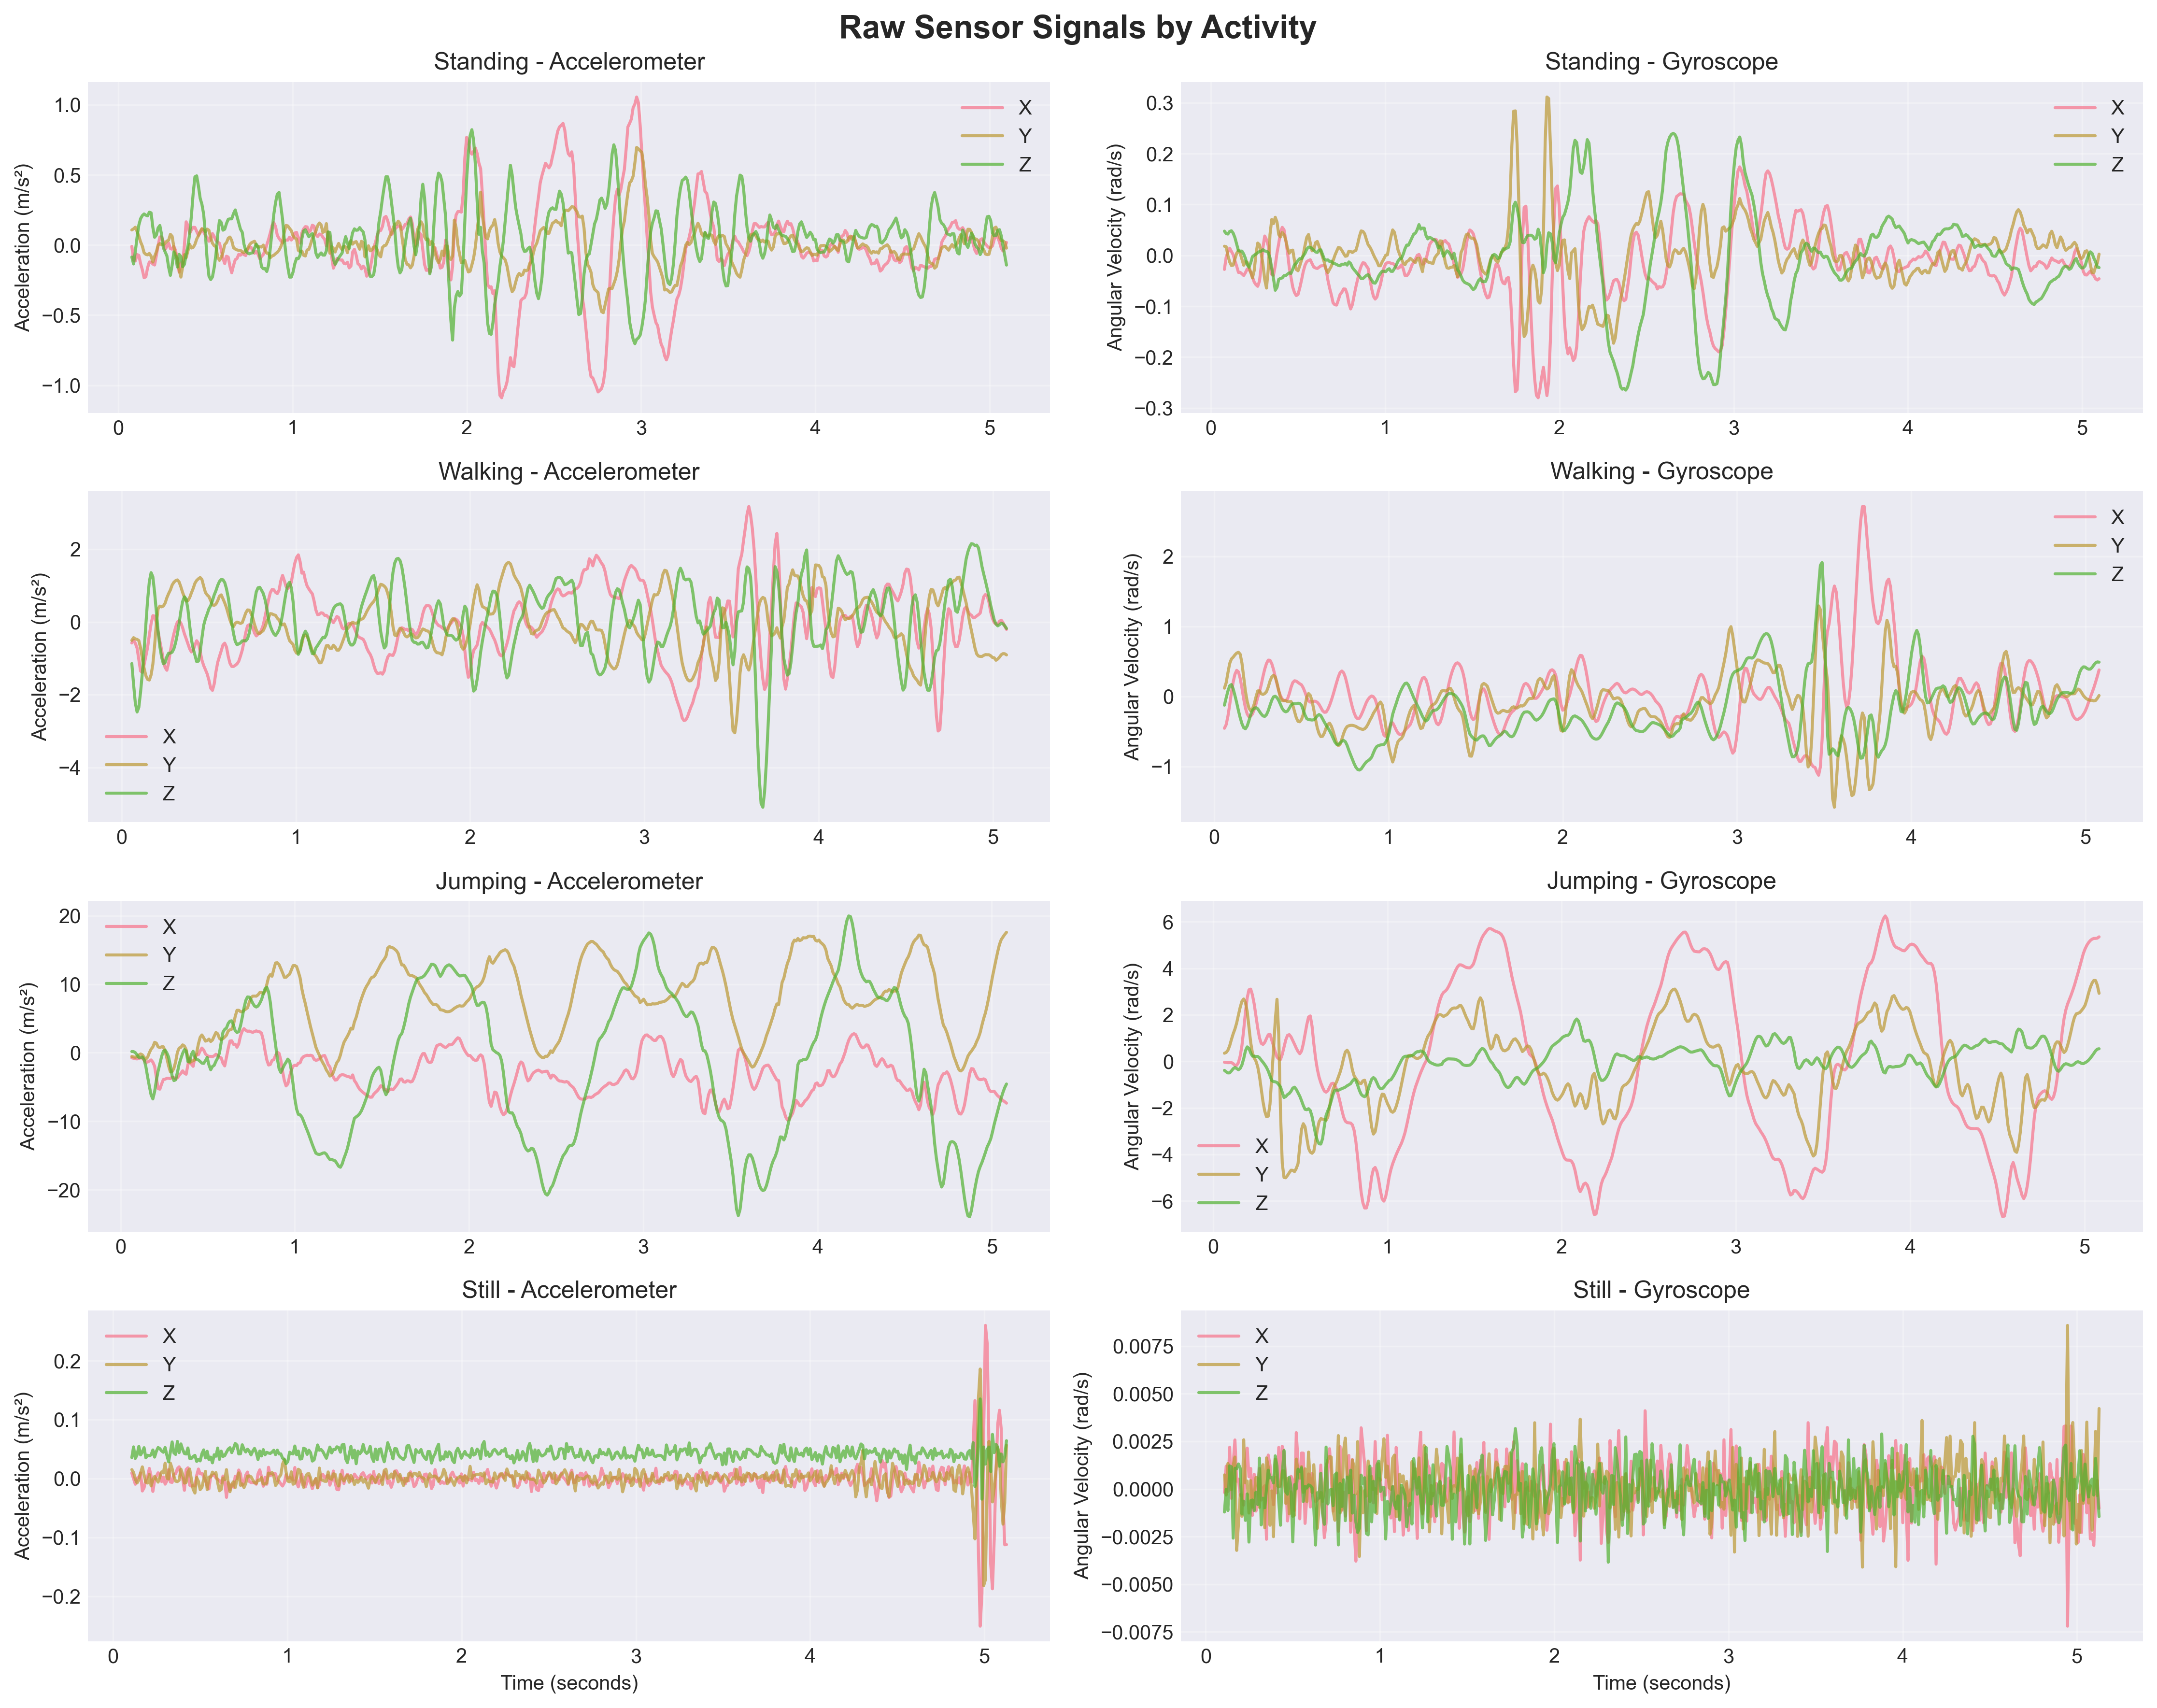 Raw Sensor Signals by Activity
Standing - Accelerometer
Acceleration (m/s²)
1.0
0.5
0.0
−0.5
−1.0
0 1 2 3 4 5
X
Y
Z
Standing - Gyroscope
Angular Velocity (rad/s)
0.3
0.2
0.1
0.0
−0.1
−0.2
−0.3
0 1 2 3 4 5
X
Y
Z
Walking - Accelerometer
Acceleration (m/s²)
2
0
−2
−4
0 1 2 3 4 5
X
Y
Z
Walking - Gyroscope
Angular Velocity (rad/s)
2
1
0
−1
0 1 2 3 4 5
X
Y
Z
Jumping - Accelerometer
Acceleration (m/s²)
20
10
0
−10
−20
0 1 2 3 4 5
X
Y
Z
Jumping - Gyroscope
Angular Velocity (rad/s)
6
4
2
0
−2
−4
−6
0 1 2 3 4 5
X
Y
Z
Still - Accelerometer
Acceleration (m/s²)
0.2
0.1
0.0
−0.1
−0.2
0 1 2 3 4 5
Time (seconds)
X
Y
Z
Still - Gyroscope
Angular Velocity (rad/s)
0.0075
0.0050
0.0025
0.0000
−0.0025
−0.0050
−0.0075
0 1 2 3 4 5
Time (seconds)
X
Y
Z